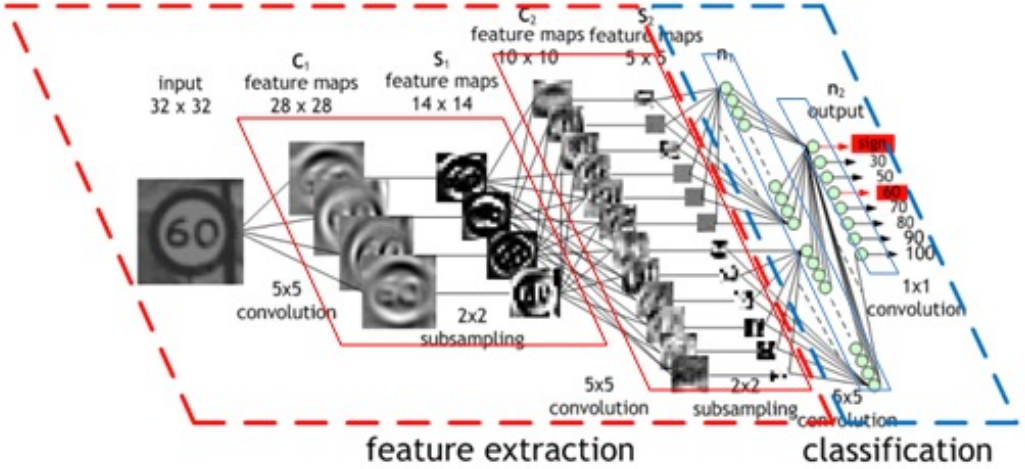 input
32 x 32
C1
feature maps
28 x 28
S1
feature maps
14 x 14
C2
feature maps
10 x 10
S2
feature maps
5 x 5
n1
n2
output
sign
30
50
60
70
80
90
100
60
5x5
convolution
2x2
subsampling
5x5
convolution
2x2
subsampling
5x5
convolution
1x1
convolution
feature extraction
classification